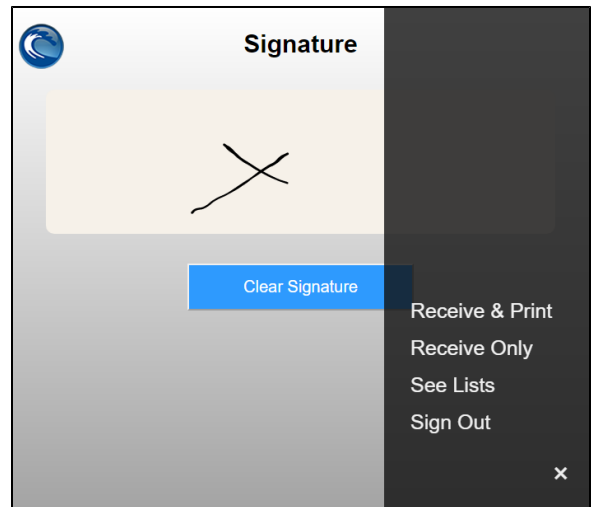 Signature
Clear Signature
Receive & Print
Receive Only
See Lists
Sign Out
×